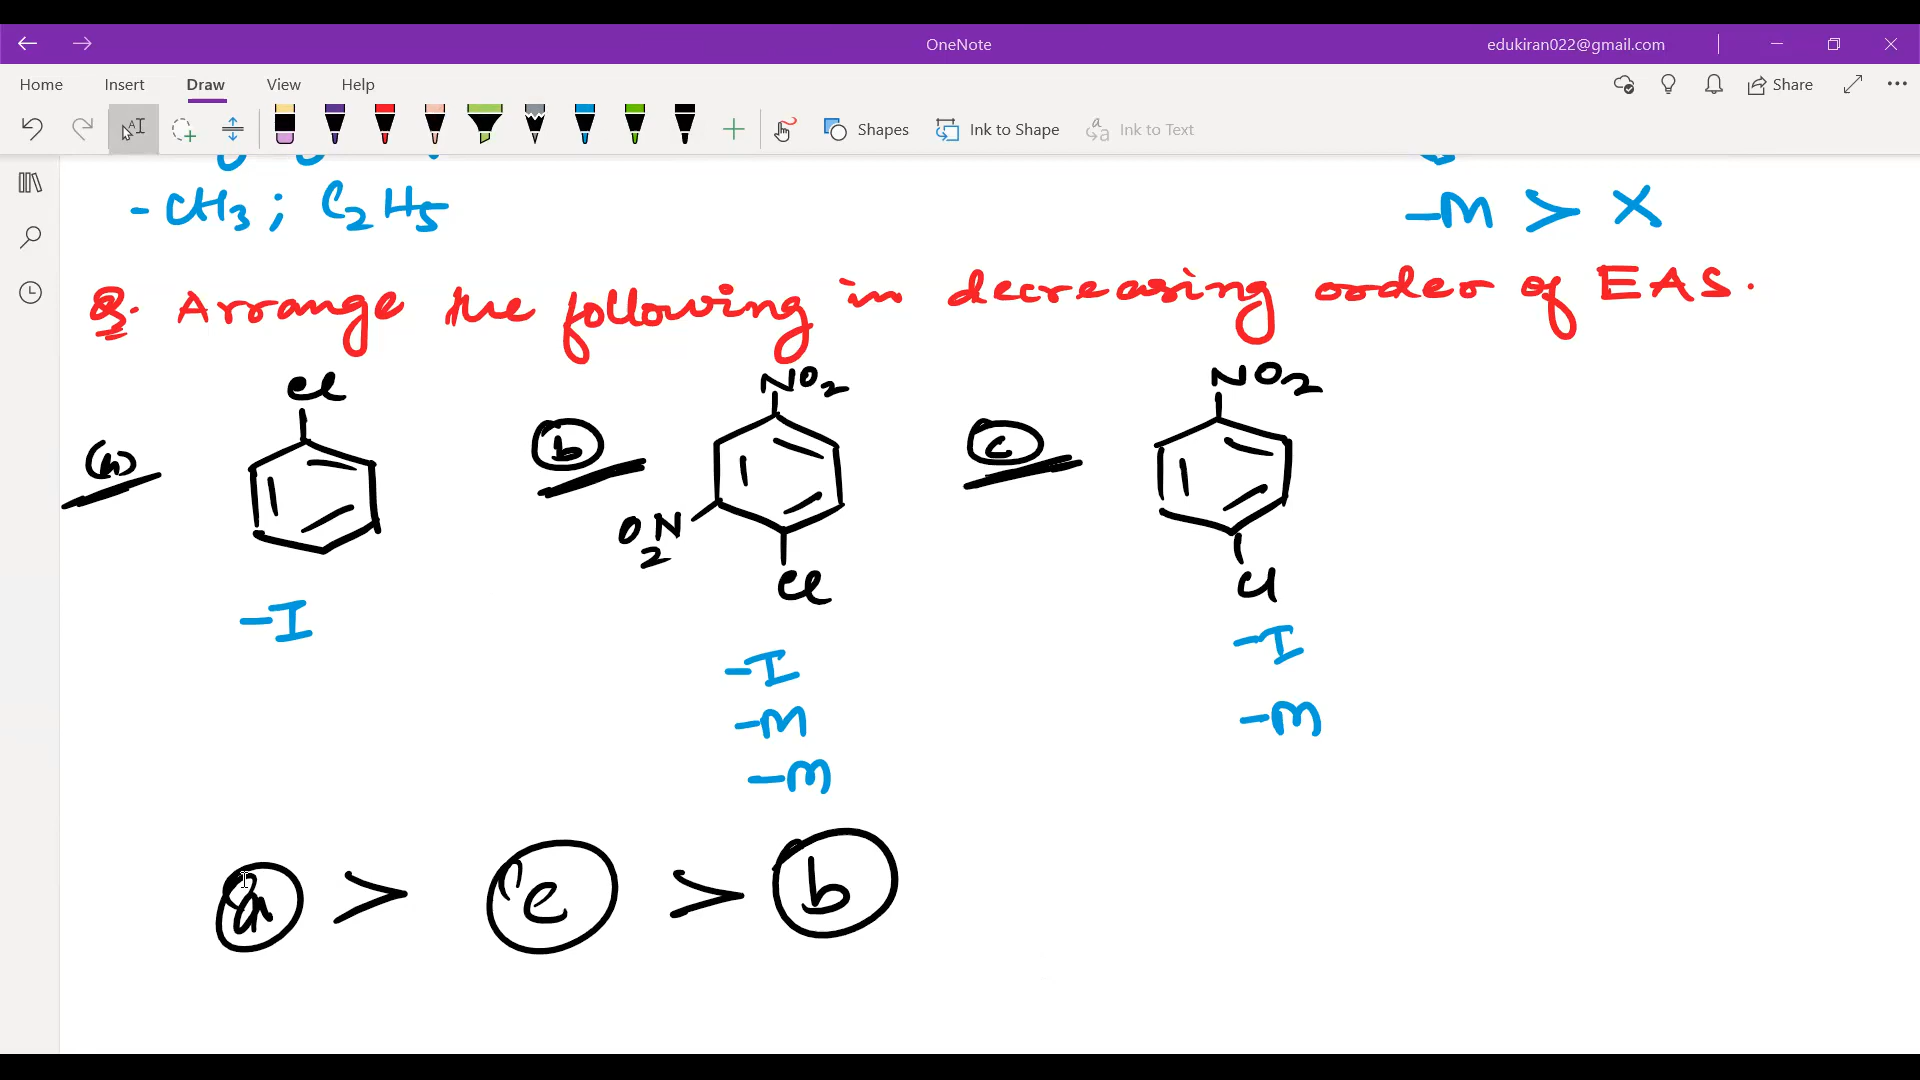 OneNote
edukiran022@gmail.com
Home Insert Draw View Help
Share
Shapes
Ink to Shape
Ink to Text
- CH3 ; C2H5
-M > X
Q. Arrange the following in decreasing order of EAS.
Cl
NO2
NO2
(a)
b
c
O2N
Cl
Cl
-I
-I
-I
-M
-M
-M
a > c > b